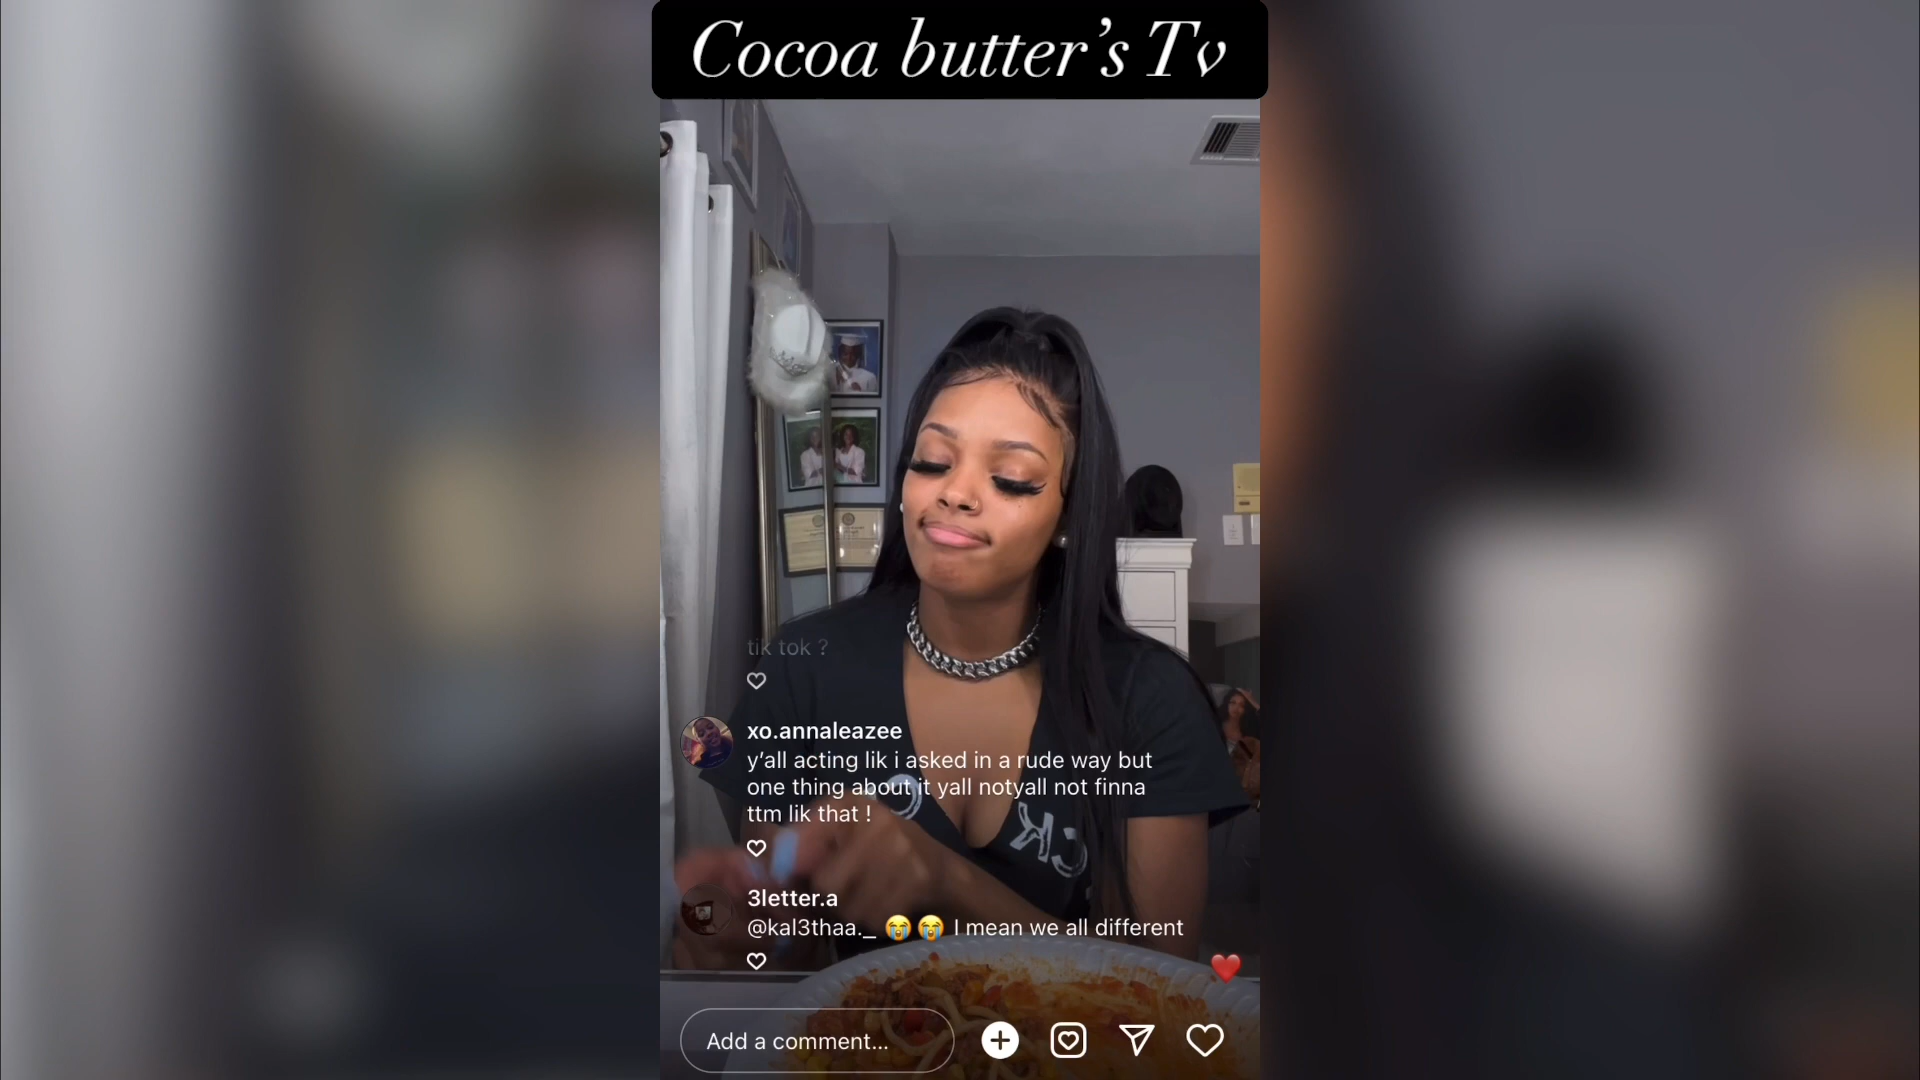 Cocoa butter’s Tv
tik tok ?
xo.annaleazee
y’all acting lik i asked in a rude way but
one thing about it yall notyall not finna
ttm lik that !
3letter.a
@kal3thaa._ 😭😭 I mean we all different
Add a comment...